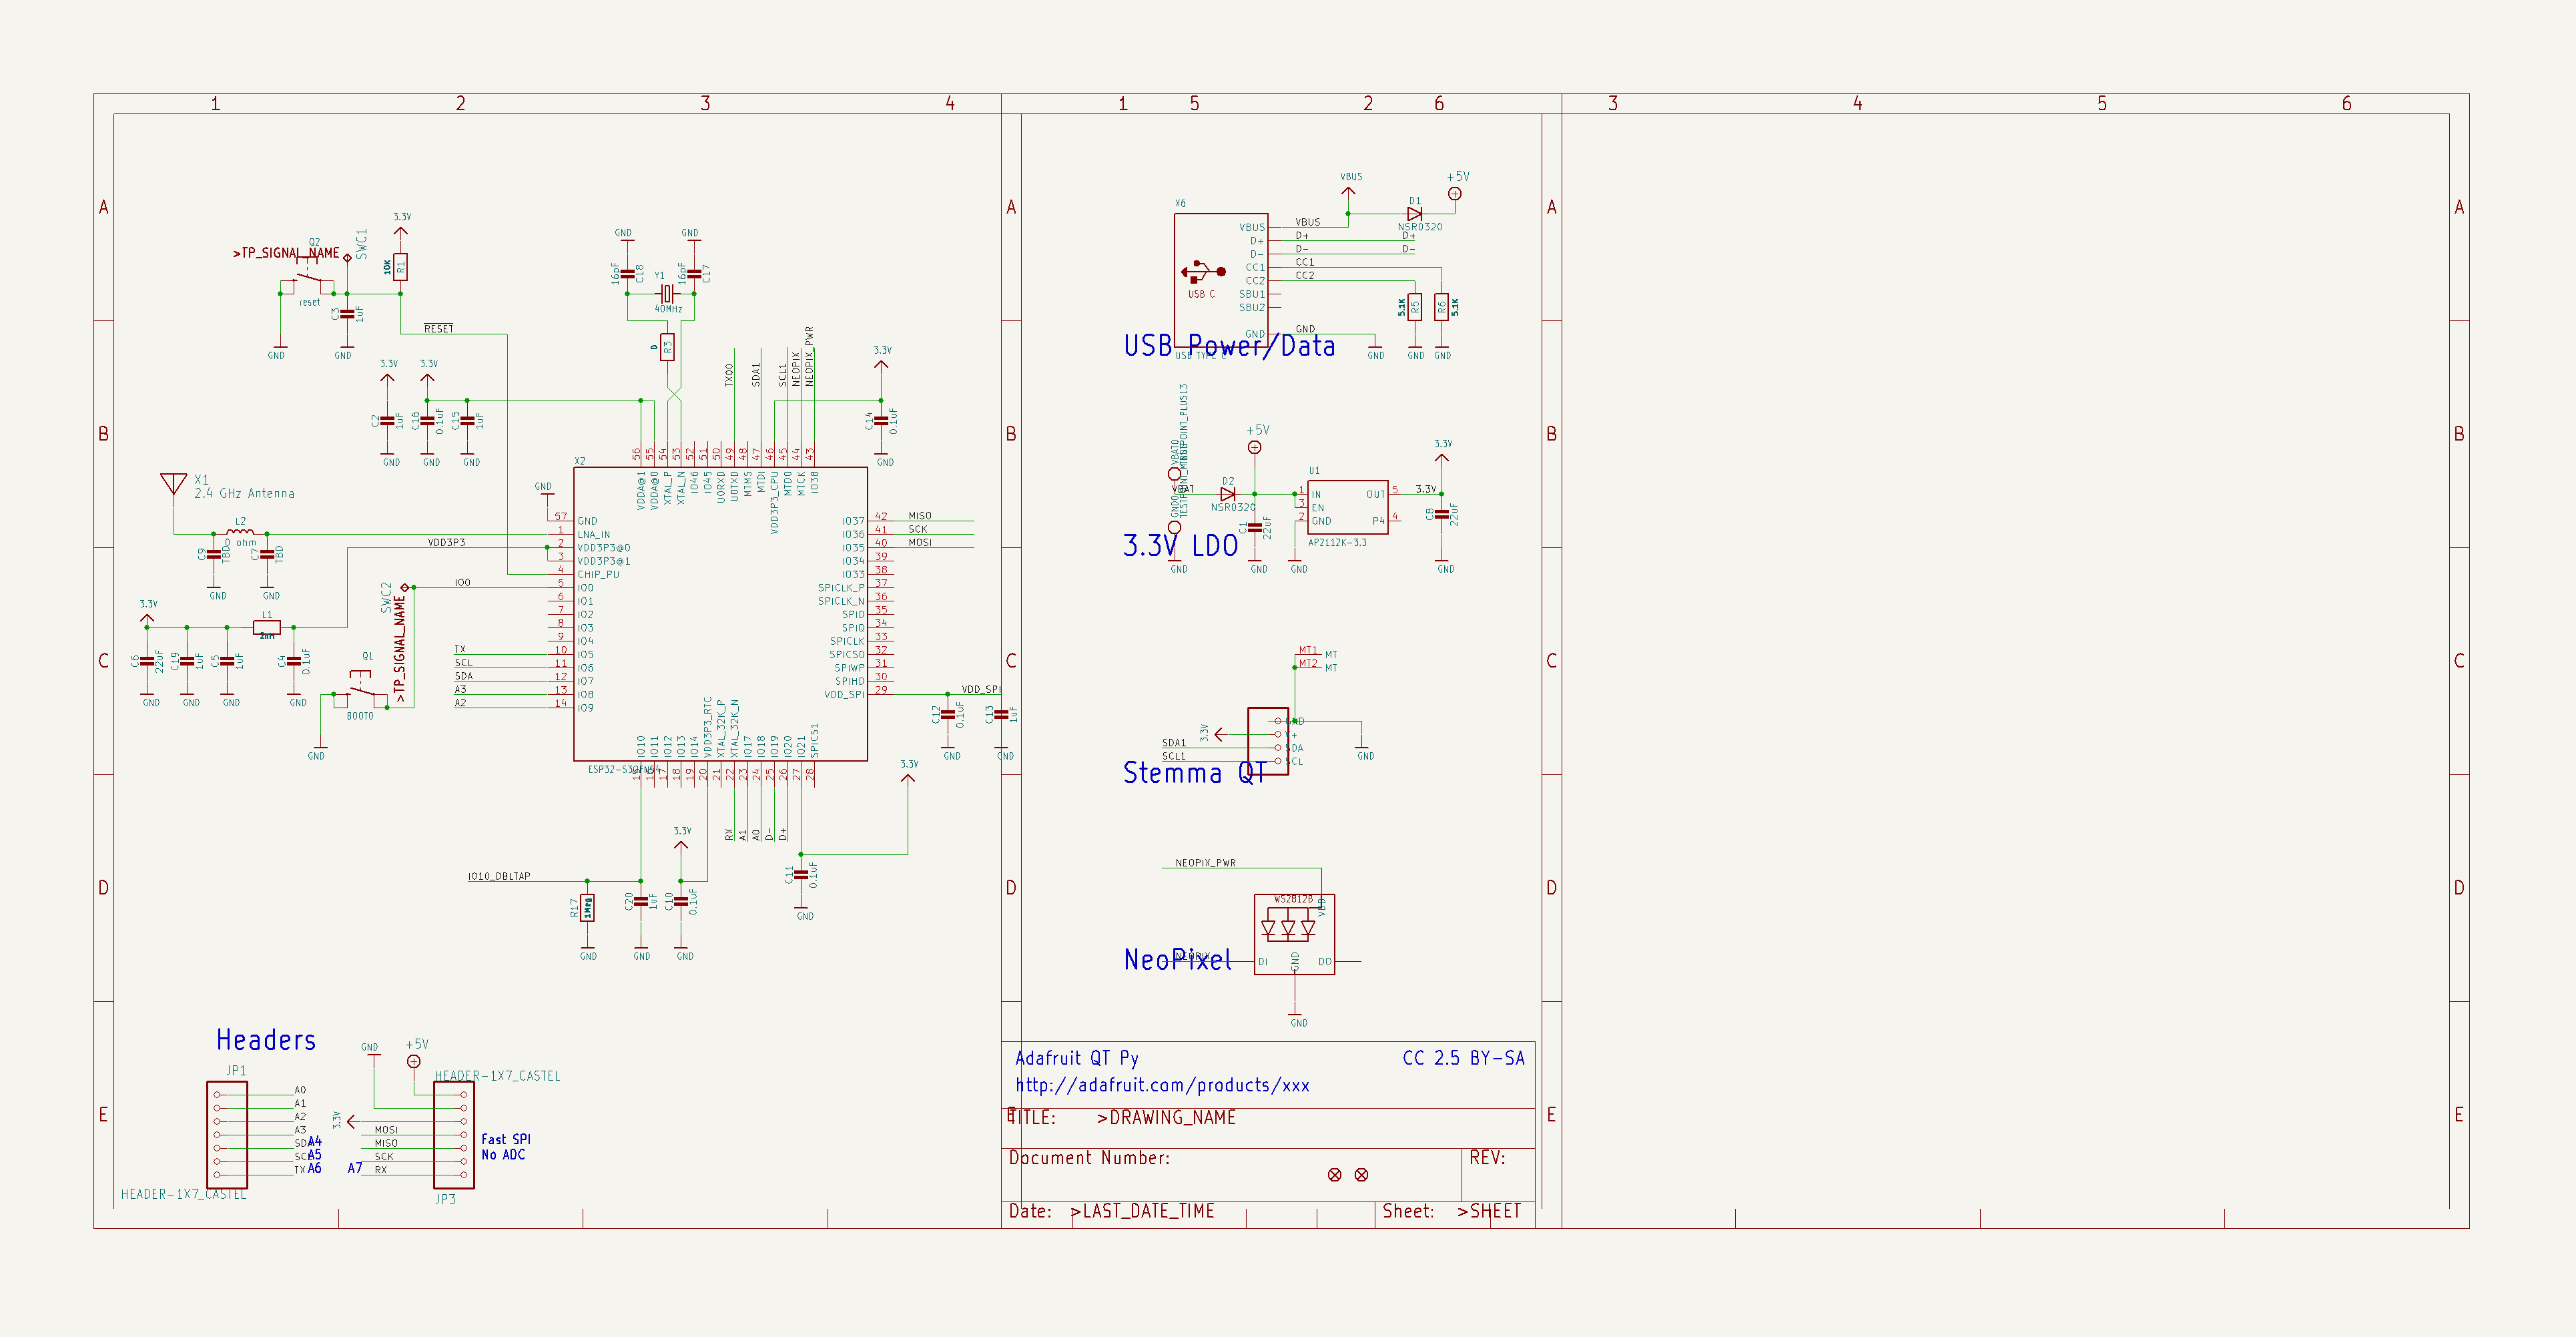 1 2 3 4 1 5 2 6 3 4 5 6
A A A A
B B B B
C C C C
D D D D
E E E E
3.3V
Q2
>TP_SIGNAL_NAME
SWC1
10K
R1
reset
C3
1uF
GND
GND
RESET
3.3V
3.3V
C2
1uF
C16
0.1uF
C15
1uF
GND
GND
GND
GND
GND
16pF
C18
Y1
16pF
C17
40MHz
0
R3
TXO0
SDA1
SCL1
NEOPIX
NEOPIX_PWR
3.3V
C14
0.1uF
GND
X1
2.4 GHz Antenna
L2
0 ohm
C9
TBD
C7
TBD
GND
GND
VDD3P3
IO0
SWC2
>TP_SIGNAL_NAME
3.3V
L1
2nH
C6
22uF
C19
1uF
C5
1uF
C4
0.1uF
GND
GND
GND
GND
Q1
BOOT0
GND
TX
SCL
SDA
A3
A2
X2
GND
56 55 54 53 52 51 50 49 48 47 46 45 44 43
VDDA@1
VDDA@0
XTAL_P
XTAL_N
IO46
IO45
U0RXD
U0TXD
MTMS
MTDI
VDD3P3_CPU
MTDO
MTCK
IO38
57 GND
1 LNA_IN
2 VDD3P3@0
3 VDD3P3@1
4 CHIP_PU
5 IO0
6 IO1
7 IO2
8 IO3
9 IO4
10 IO5
11 IO6
12 IO7
13 IO8
14 IO9
IO37 42 MISO
IO36 41 SCK
IO35 40 MOSI
IO34 39
IO33 38
SPICLK_P 37
SPICLK_N 36
SPID 35
SPIQ 34
SPICLK 33
SPICS0 32
SPIWP 31
SPIHD 30
VDD_SPI 29 VDD_SPI
IO10
IO11
IO12
IO13
IO14
VDD3P3_RTC
XTAL_32K_P
XTAL_32K_N
IO17
IO18
IO19
IO20
IO21
SPICS1
17 18 19 20 21 22 23 24 25 26 27 28
C12
0.1uF
C13
1uF
GND
GND
3.3V
RX
A1
A0
D-
D+
3.3V
C11
0.1uF
GND
IO10_DBLTAP
R17
1Meg
C20
1uF
C10
0.1uF
GND
GND
GND
Headers
JP1
A0
A1
A2
A3
A4
A5
TX A6
HEADER-1X7_CASTEL
GND
+5V
HEADER-1X7_CASTEL
3.3V
MOSI
MISO
SCK
A7 RX
Fast SPI
No ADC
JP3
VBUS
+5V
X6
D1
NSR0320
VBUS VBUS
D+ D+ D+
D- D- D-
CC1 CC1
CC2 CC2
SBU1
SBU2
GND GND
USB C
5.1K
R5
R6
5.1K
GND
GND
GND
USB Power/Data
VBAT
D2
NSR0320
+5V
C1
22uF
U1
1 IN
3 EN
2 GND
OUT 5
P4 4
AP2112K-3.3
3.3V
3.3V
C8
22uF
3.3V LDO
GND
GND
GND
GND
MT1 MT
MT2 MT
GND
V+
SDA
SCL
3.3V
SDA1
SCL1
GND
Stemma QT
NEOPIX_PWR
WS2812B
VDD
DI
GND
DO
NeoPixel
GND
Adafruit QT Py
CC 2.5 BY-SA
http://adafruit.com/products/xxx
TITLE: >DRAWING_NAME
Document Number:
REV:
Date: >LAST_DATE_TIME
Sheet: >SHEET